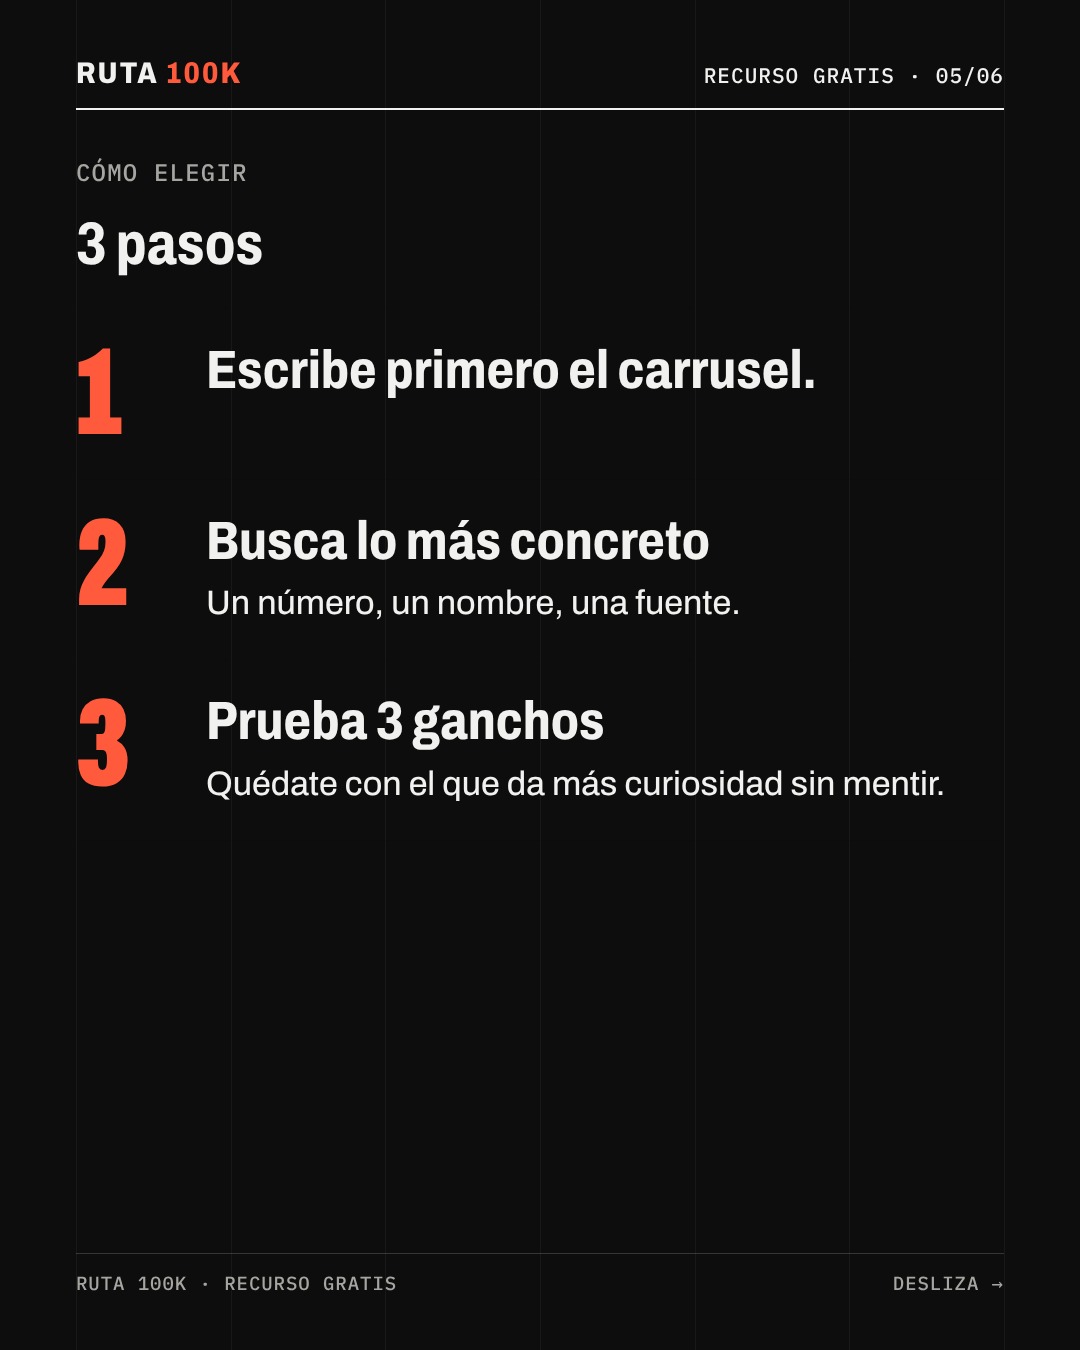 RUTA 100K
RECURSO GRATIS · 05/06
CÓMO ELEGIR
3 pasos
1
Escribe primero el carrusel.
2
Busca lo más concreto
Un número, un nombre, una fuente.
3
Prueba 3 ganchos
Quédate con el que da más curiosidad sin mentir.
RUTA 100K · RECURSO GRATIS
DESLIZA →